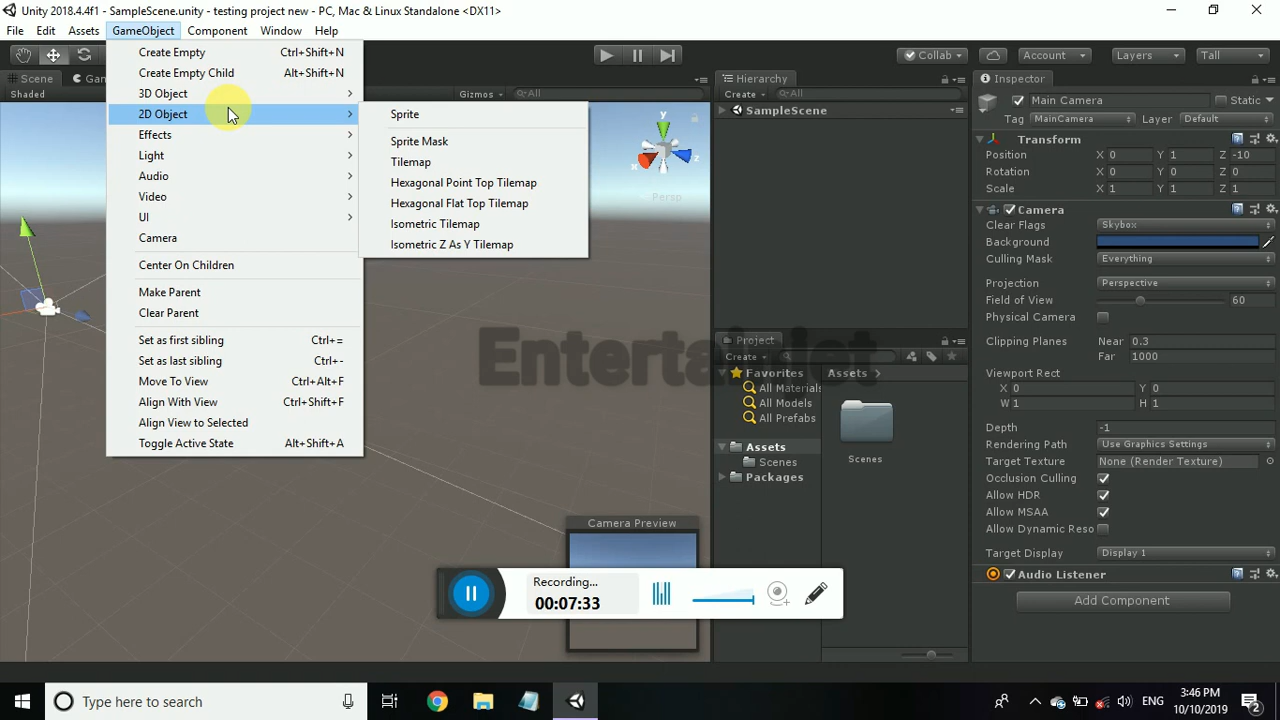 Unity 2018.4.4f1 - SampleScene.unity - testing project new - PC, Mac & Linux Standalone <DX11>
File Edit Assets GameObject Component Window Help
Collab Account Layers Tall
Scene Gam
Shaded Gizmos All
Create Empty Ctrl+Shift+N
Create Empty Child Alt+Shift+N
3D Object
2D Object
Effects
Light
Audio
Video
UI
Camera
Center On Children
Make Parent
Clear Parent
Set as first sibling Ctrl+=
Set as last sibling Ctrl+-
Move To View Ctrl+Alt+F
Align With View Ctrl+Shift+F
Align View to Selected
Toggle Active State Alt+Shift+A
Sprite
Sprite Mask
Tilemap
Hexagonal Point Top Tilemap
Hexagonal Flat Top Tilemap
Isometric Tilemap
Isometric Z As Y Tilemap
y
x z
Persp
Camera Preview
Hierarchy
Create All
SampleScene
Project
Create
Favorites
All Materials
All Models
All Prefabs
Assets
Scenes
Packages
Assets
Scenes
Inspector
Main Camera Static
Tag MainCamera Layer Default
Transform
Position X 0 Y 1 Z -10
Rotation X 0 Y 0 Z 0
Scale X 1 Y 1 Z 1
Camera
Clear Flags Skybox
Background
Culling Mask Everything
Projection Perspective
Field of View 60
Physical Camera
Clipping Planes Near 0.3
Far 1000
Viewport Rect
X 0 Y 0
W 1 H 1
Depth -1
Rendering Path Use Graphics Settings
Target Texture None (Render Texture)
Occlusion Culling
Allow HDR
Allow MSAA
Allow Dynamic Reso
Target Display Display 1
Audio Listener
Add Component
Recording...
00:07:33
Type here to search
ENG
3:46 PM
10/10/2019
2